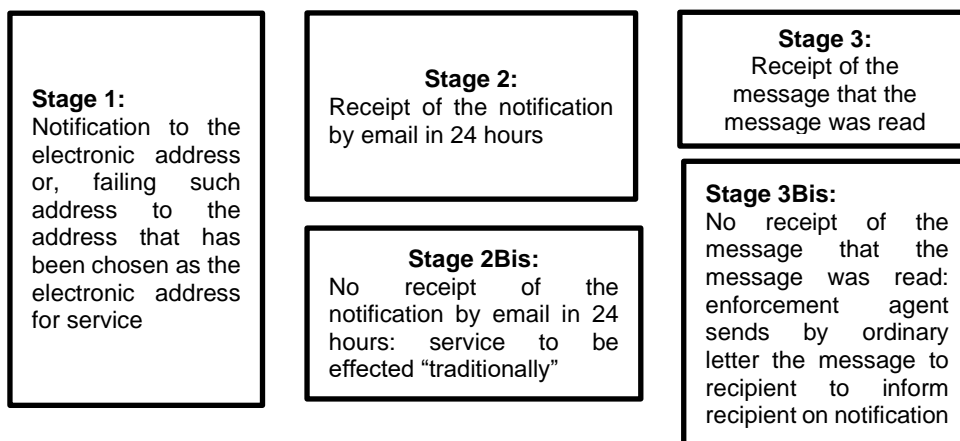 Stage 1:
Notification to the
electronic address
or, failing such
address to the
address that has
been chosen as the
electronic address
for service
Stage 2:
Receipt of the notification
by email in 24 hours
Stage 2Bis:
No receipt of the
notification by email in 24
hours: service to be
effected “traditionally”
Stage 3:
Receipt of the
message that the
message was read
Stage 3Bis:
No receipt of the
message that the
message was read:
enforcement agent
sends by ordinary
letter the message to
recipient to inform
recipient on notification